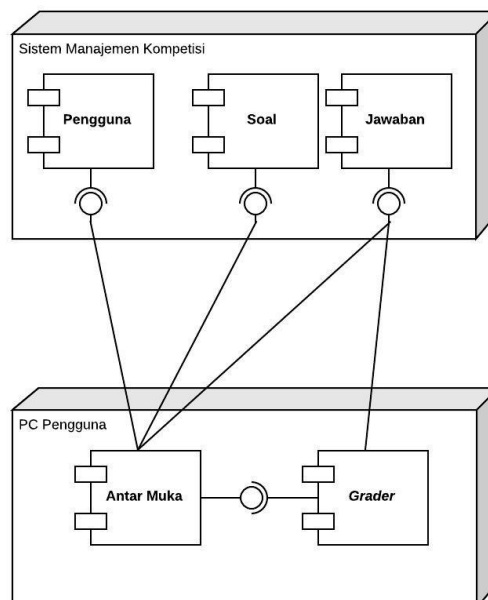 Sistem Manajemen Kompetisi
Pengguna
Soal
Jawaban
PC Pengguna
Antar Muka
Grader